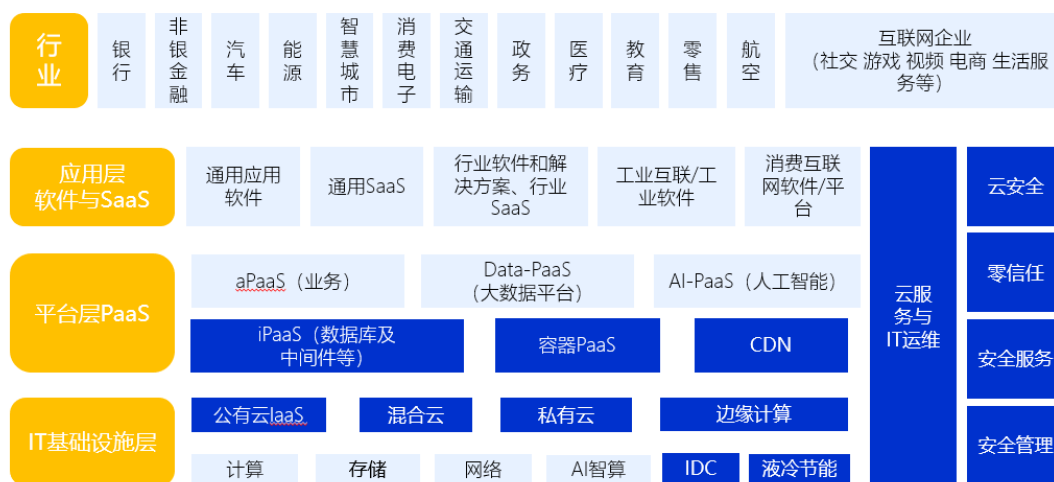 行
业
银
行
非
银
金
融
汽
车
能
源
智
慧
城
市
消
费
电
子
交
通
运
输
政
务
医
疗
教
育
零
售
航
空
互联网企业
（社交 游戏 视频 电商 生活服
务等）
应用层
软件与SaaS
通用应用
软件
通用SaaS
行业软件和解
决方案、行业
SaaS
工业互联/工
业软件
消费互联
网软件/平
台
平台层PaaS
aPaaS（业务）
Data-PaaS
（大数据平台）
AI-PaaS（人工智能）
iPaaS（数据库及
中间件等）
容器PaaS
CDN
IT基础设施层
公有云IaaS
混合云
私有云
边缘计算
计算
存储
网络
AI智算
IDC
液冷节能
云服
务与
IT运维
云安全
零信任
安全服务
安全管理